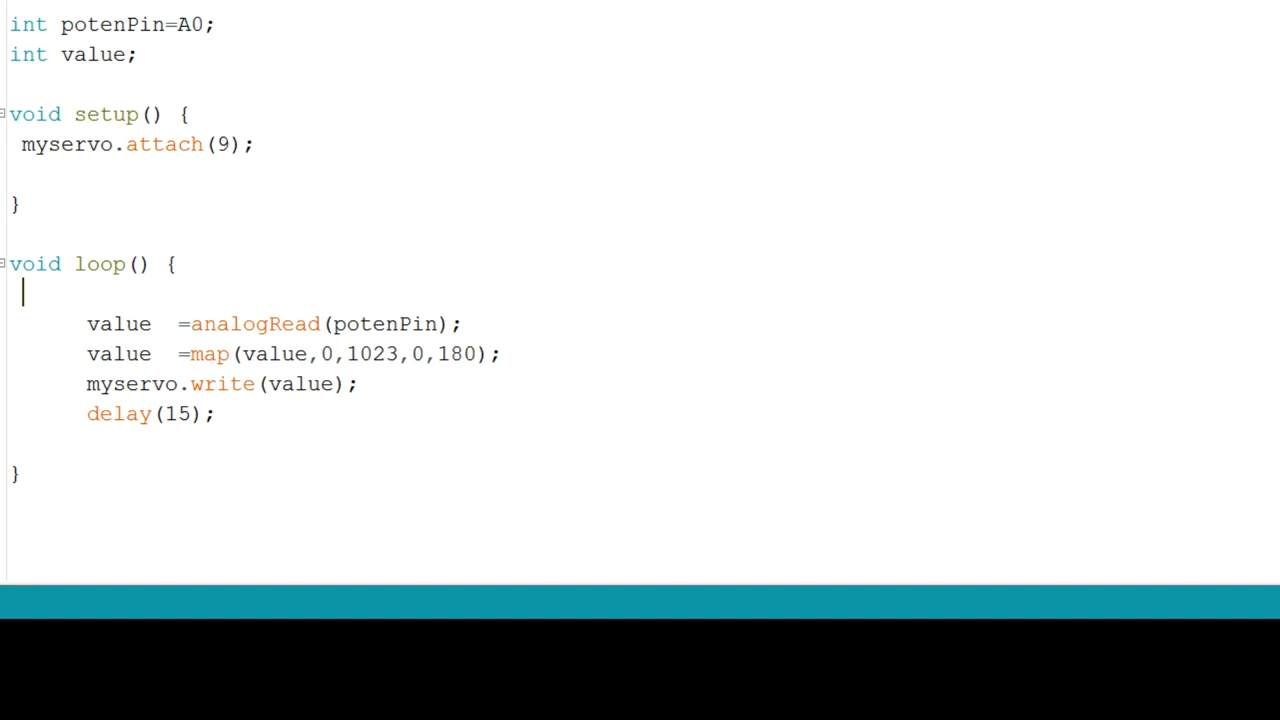 int potenPin=A0;
int value;
void setup() {
myservo.attach(9);
}
void loop() {
value  =analogRead(potenPin);
value  =map(value,0,1023,0,180);
myservo.write(value);
delay(15);
}